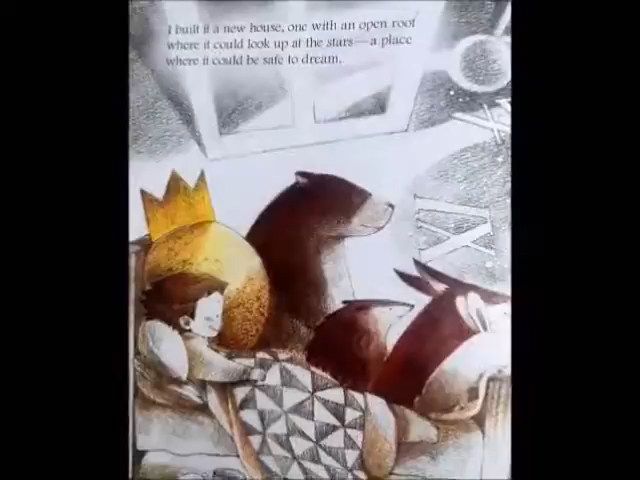 I built it a new house, one with an open roof
where it could look up at the stars—a place
where it could be safe to dream.